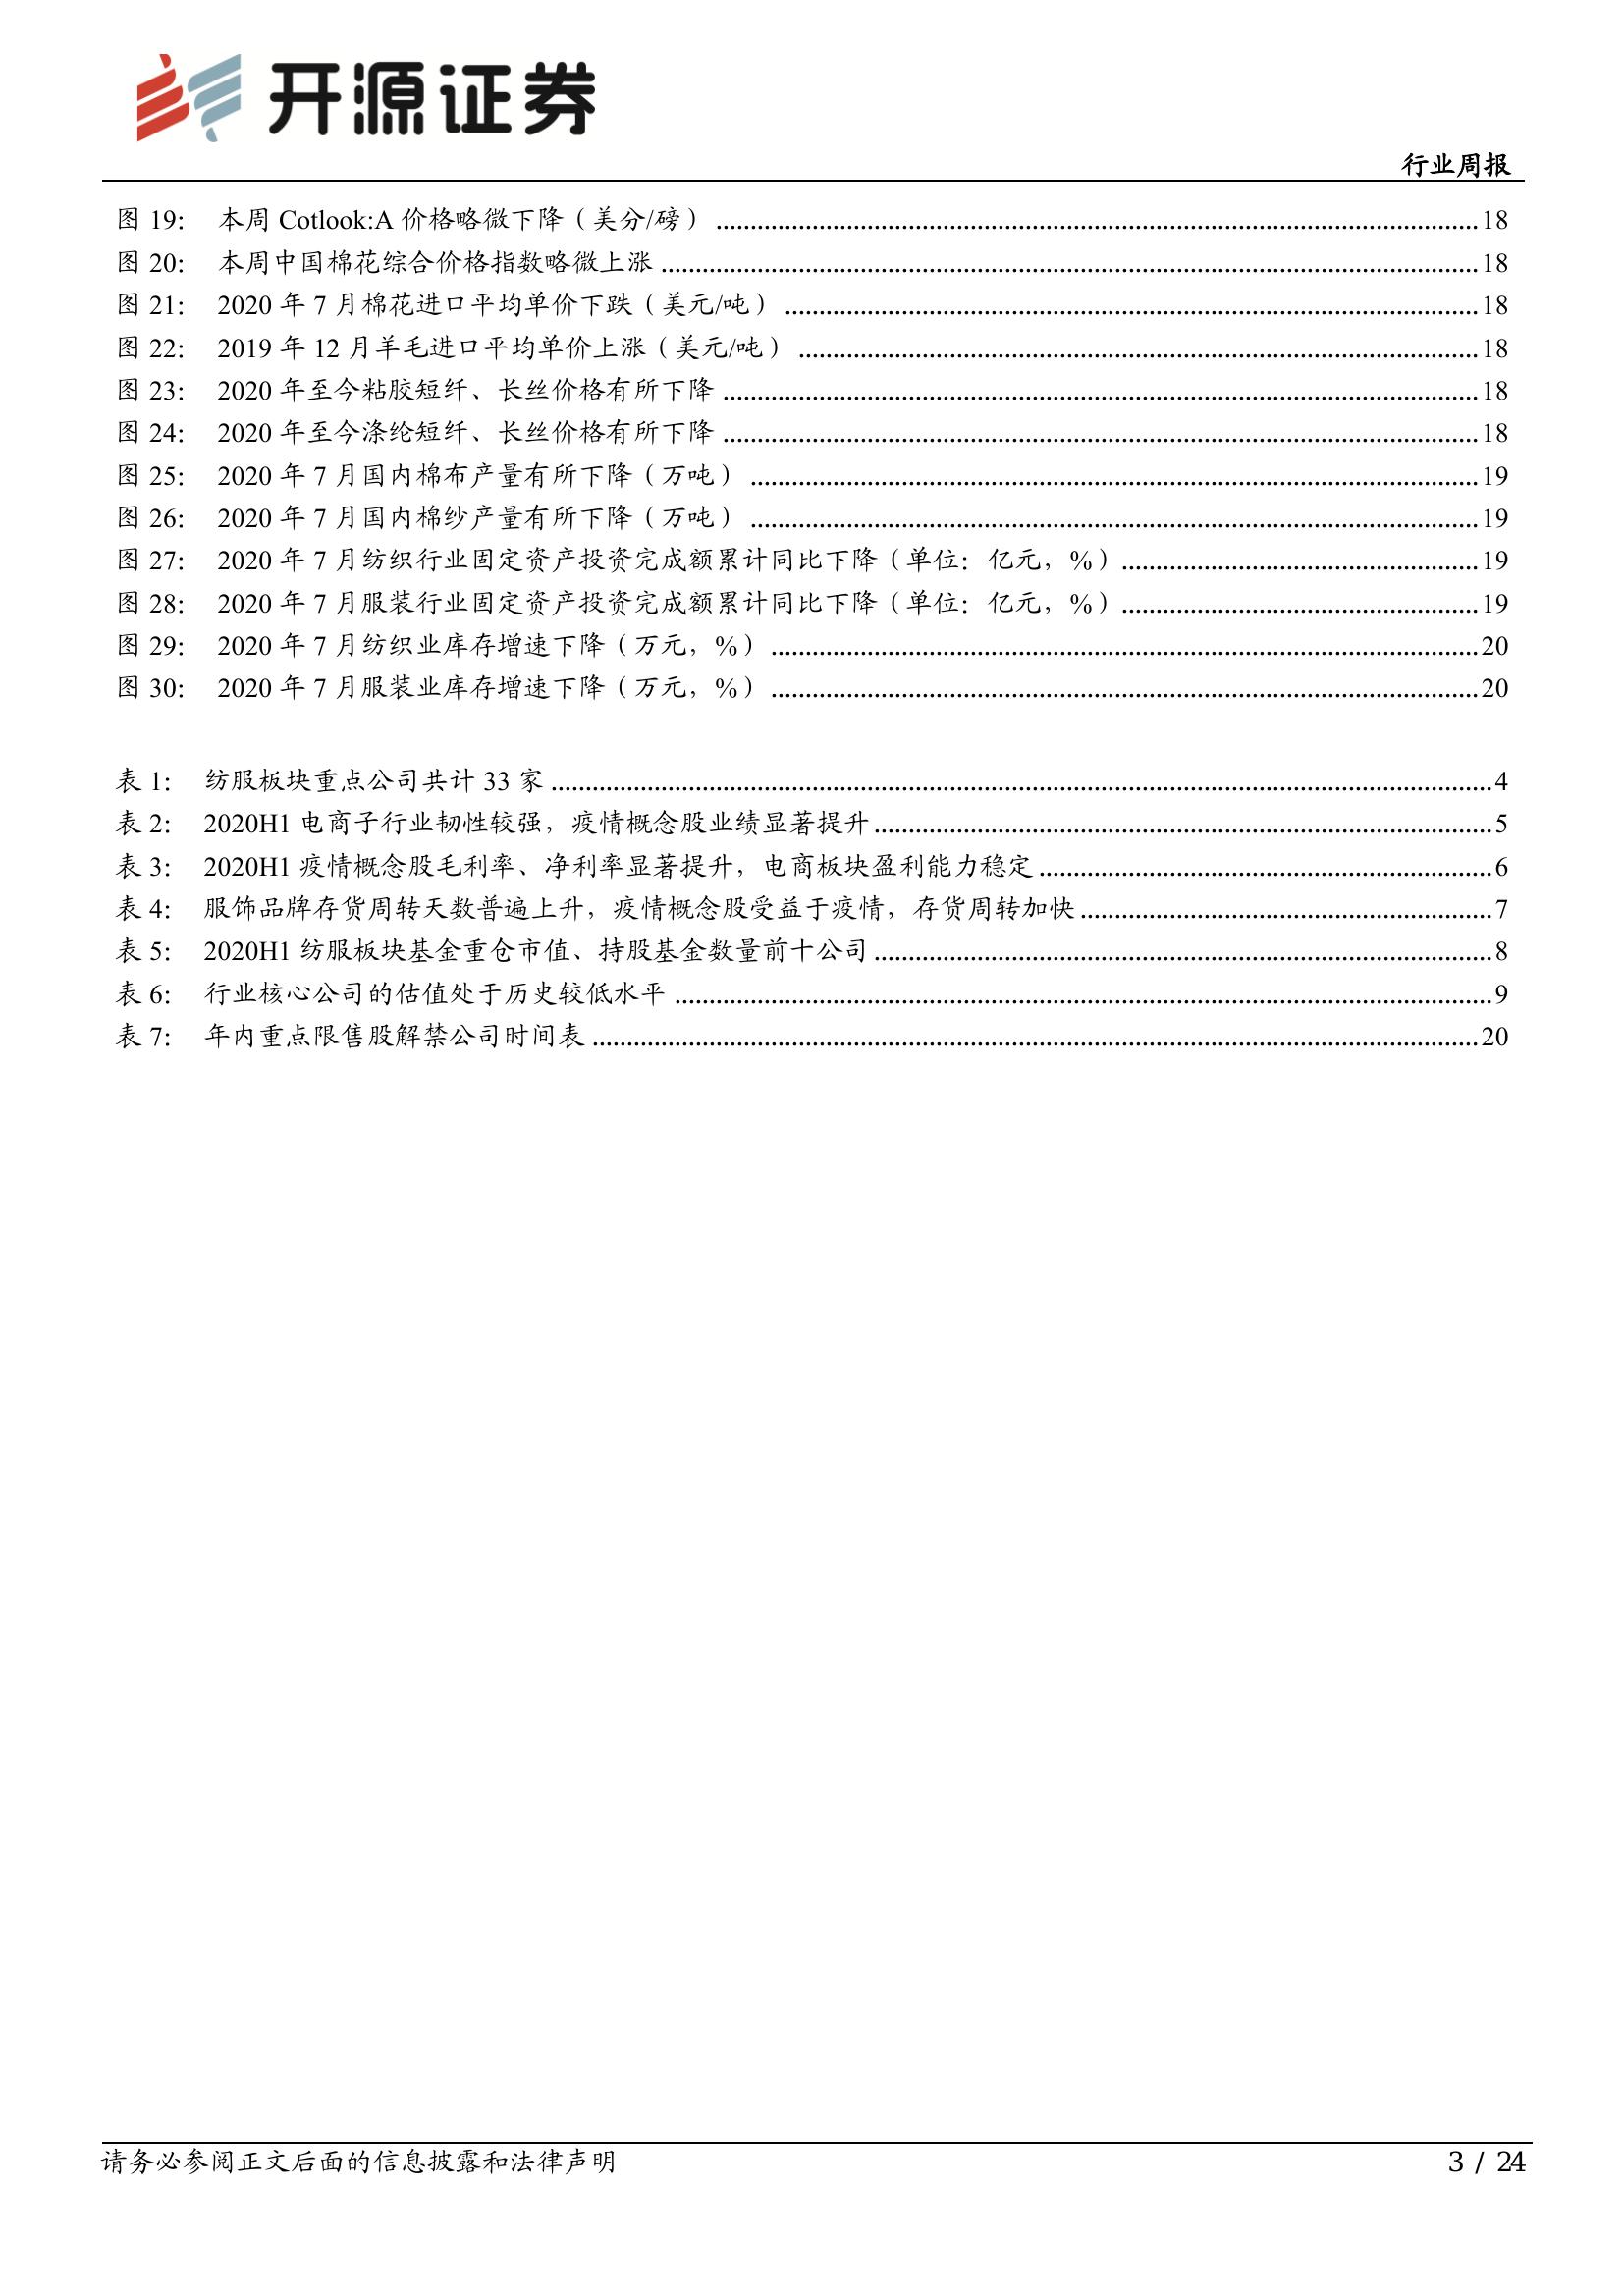 开源证券
行业周报
图 19： 本周 Cotlook:A 价格略微下降（美分/磅）18
图 20： 本周中国棉花综合价格指数略微上涨18
图 21： 2020 年 7 月棉花进口平均单价下跌（美元/吨）18
图 22： 2019 年 12 月羊毛进口平均单价上涨（美元/吨）18
图 23： 2020 年至今粘胶短纤、长丝价格有所下降18
图 24： 2020 年至今涤纶短纤、长丝价格有所下降18
图 25： 2020 年 7 月国内棉布产量有所下降（万吨）19
图 26： 2020 年 7 月国内棉纱产量有所下降（万吨）19
图 27： 2020 年 7 月纺织行业固定资产投资完成额累计同比下降（单位：亿元，%）19
图 28： 2020 年 7 月服装行业固定资产投资完成额累计同比下降（单位：亿元，%）19
图 29： 2020 年 7 月纺织业库存增速下降（万元，%）20
图 30： 2020 年 7 月服装业库存增速下降（万元，%）20
表 1： 纺服板块重点公司共计 33 家4
表 2： 2020H1 电商子行业韧性较强，疫情概念股业绩显著提升5
表 3： 2020H1 疫情概念股毛利率、净利率显著提升，电商板块盈利能力稳定6
表 4： 服饰品牌存货周转天数普遍上升，疫情概念股受益于疫情，存货周转加快7
表 5： 2020H1 纺服板块基金重仓市值、持股基金数量前十公司8
表 6： 行业核心公司的估值处于历史较低水平9
表 7： 年内重点限售股解禁公司时间表20
请务必参阅正文后面的信息披露和法律声明
3 / 24